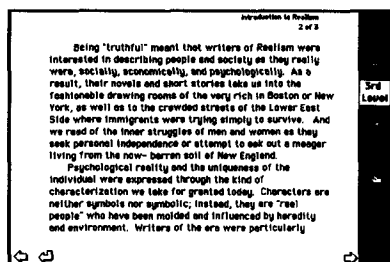 Introduction to Realism
2 of 3
Being "truthful" meant that writers of Realism were
interested in describing people and society as they really
were, socially, economically, and psychologically. As a
result, their novels and short stories take us into the
fashionable drawing rooms of the very rich in Boston or New
York, as well as to the crowded streets of the Lower East
Side where immigrants were trying simply to survive. And
we read of the inner struggles of men and women as they
seek personal independence or attempt to eek out a meager
living from the now- barren soil of New England.
Psychological reality and the uniqueness of the
individual were expressed through the kind of
characterization we take for granted today. Characters are
neither symbols nor symbolic; instead, they are "real
people" who have been molded and influenced by heredity
and environment. Writers of the era were particularly
3rd
Level